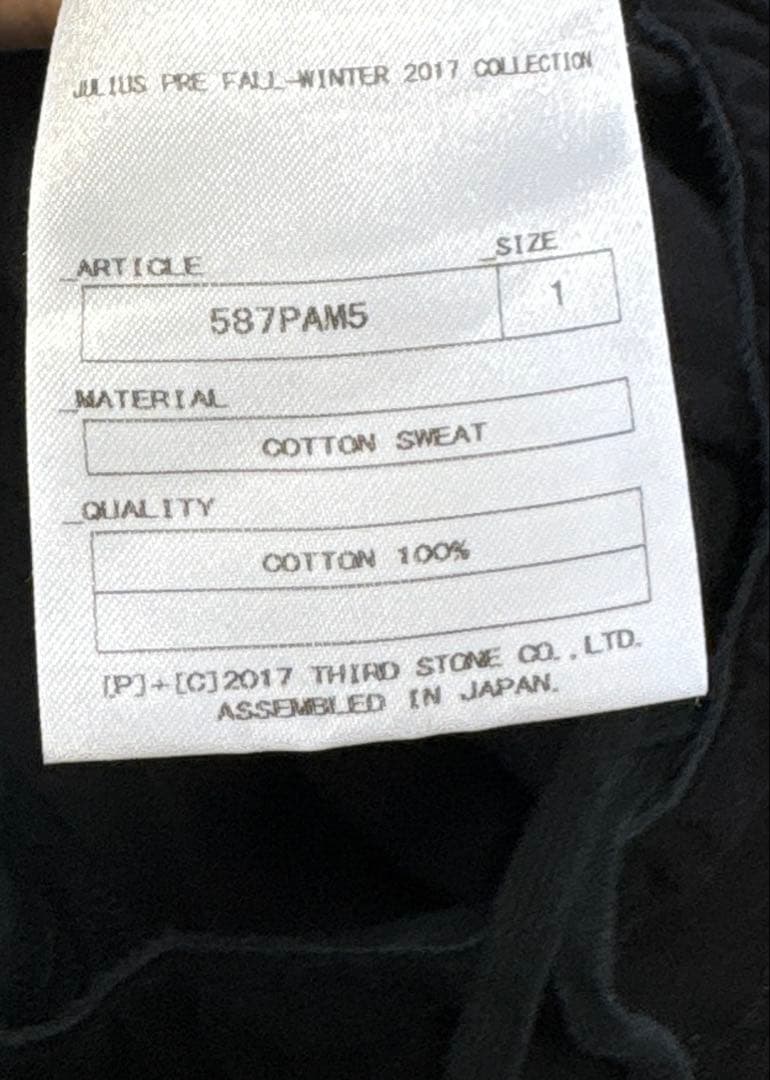 JULIUS PRE FALL-WINTER 2017 COLLECTION
_ARTICLE _SIZE
587PAM5 1
_MATERIAL
COTTON SWEAT
_QUALITY
COTTON 100%
[P]+[C]2017 THIRD STONE CO.,LTD.
ASSEMBLED IN JAPAN.